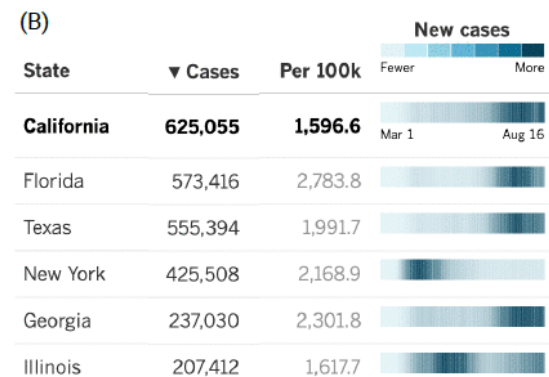 (B)
New cases
State ▼ Cases Per 100k Fewer More
California 625,055 1,596.6
Mar 1 Aug 16
Florida 573,416 2,783.8
Texas 555,394 1,991.7
New York 425,508 2,168.9
Georgia 237,030 2,301.8
Illinois 207,412 1,617.7